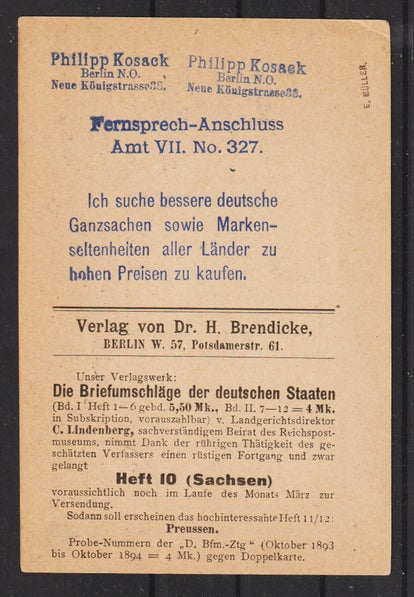 Philipp Kosack
Berlin N.O.
Neue Königstrasse 83.
Philipp Kosack
Berlin N.O.
Neue Königstrasse 83.
E. MÜLLER.
Fernsprech-Anschluss
Amt VII. No. 327.
Ich suche bessere deutsche
Ganzsachen sowie Marken-
seltenheiten aller Länder zu
hohen Preisen zu kaufen.
Verlag von Dr. H. Brendicke,
BERLIN W. 57, Potsdamerstr. 61.
Unser Verlagswerk:
Die Briefumschläge der deutschen Staaten
(Bd. I Heft 1—6 gebd. 5,50 Mk., Bd. II. 7—12 = 4 Mk.
in Subskription, vorauszahlbar) v. Landgerichtsdirektor
C. Lindenberg, sachverständigem Beirat des Reichspost-
museums, nimmt Dank der rührigen Thätigkeit des ge-
schätzten Verfassers einen rüstigen Fortgang und zwar
gelangt
Heft 10 (Sachsen)
voraussichtlich noch im Laufe des Monats März zur
Versendung.
Sodann soll erscheinen das hochinteressante Heft 11/12:
Preussen.
Probe-Nummern der „D. Bfm.-Ztg" (Oktober 1893
bis Oktober 1894 = 4 Mk.) gegen Doppelkarte.